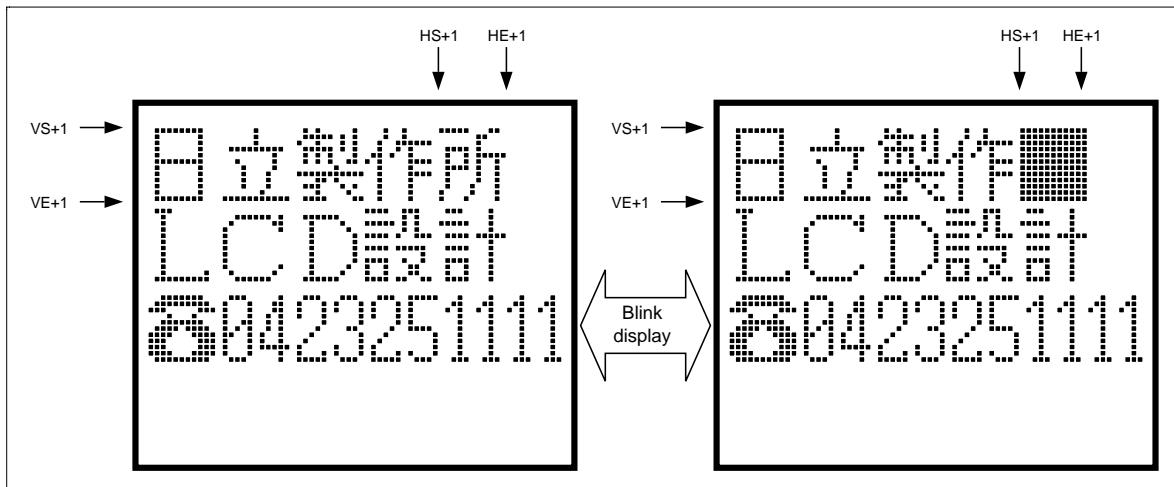 HS+1 HE+1
VS+1
VE+1
日立製作所
LCD設計
☎0423251111
Blink
display
HS+1 HE+1
VS+1
VE+1
日立製作
LCD設計
☎0423251111